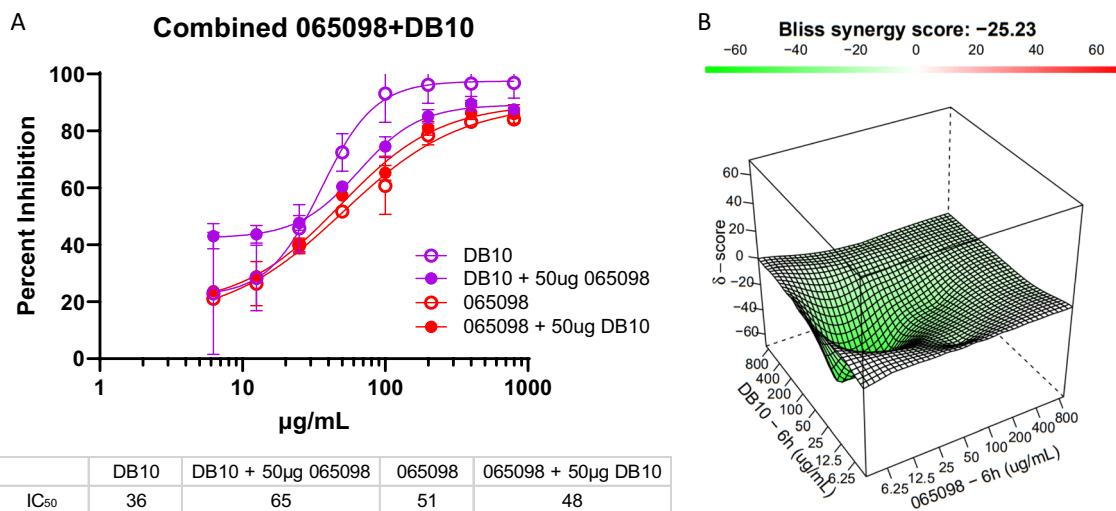 A
Combined 065098+DB10
Percent Inhibition
100
80
60
40
20
0
1
10
100
1000
µg/mL
DB10
DB10 + 50ug 065098
065098
065098 + 50ug DB10
DB10
DB10 + 50µg 065098
065098
065098 + 50µg DB10
IC₅₀
36
65
51
48
B
Bliss synergy score: −25.23
−60
−40
−20
0
20
40
60
60
40
20
0
−20
−40
−60
δ−score
800
400
200
100
50
25
12.5
6.25
DB10 − 6h (ug/mL)
6.25
12.5
25
50
100
200
400
800
065098 − 6h (ug/mL)